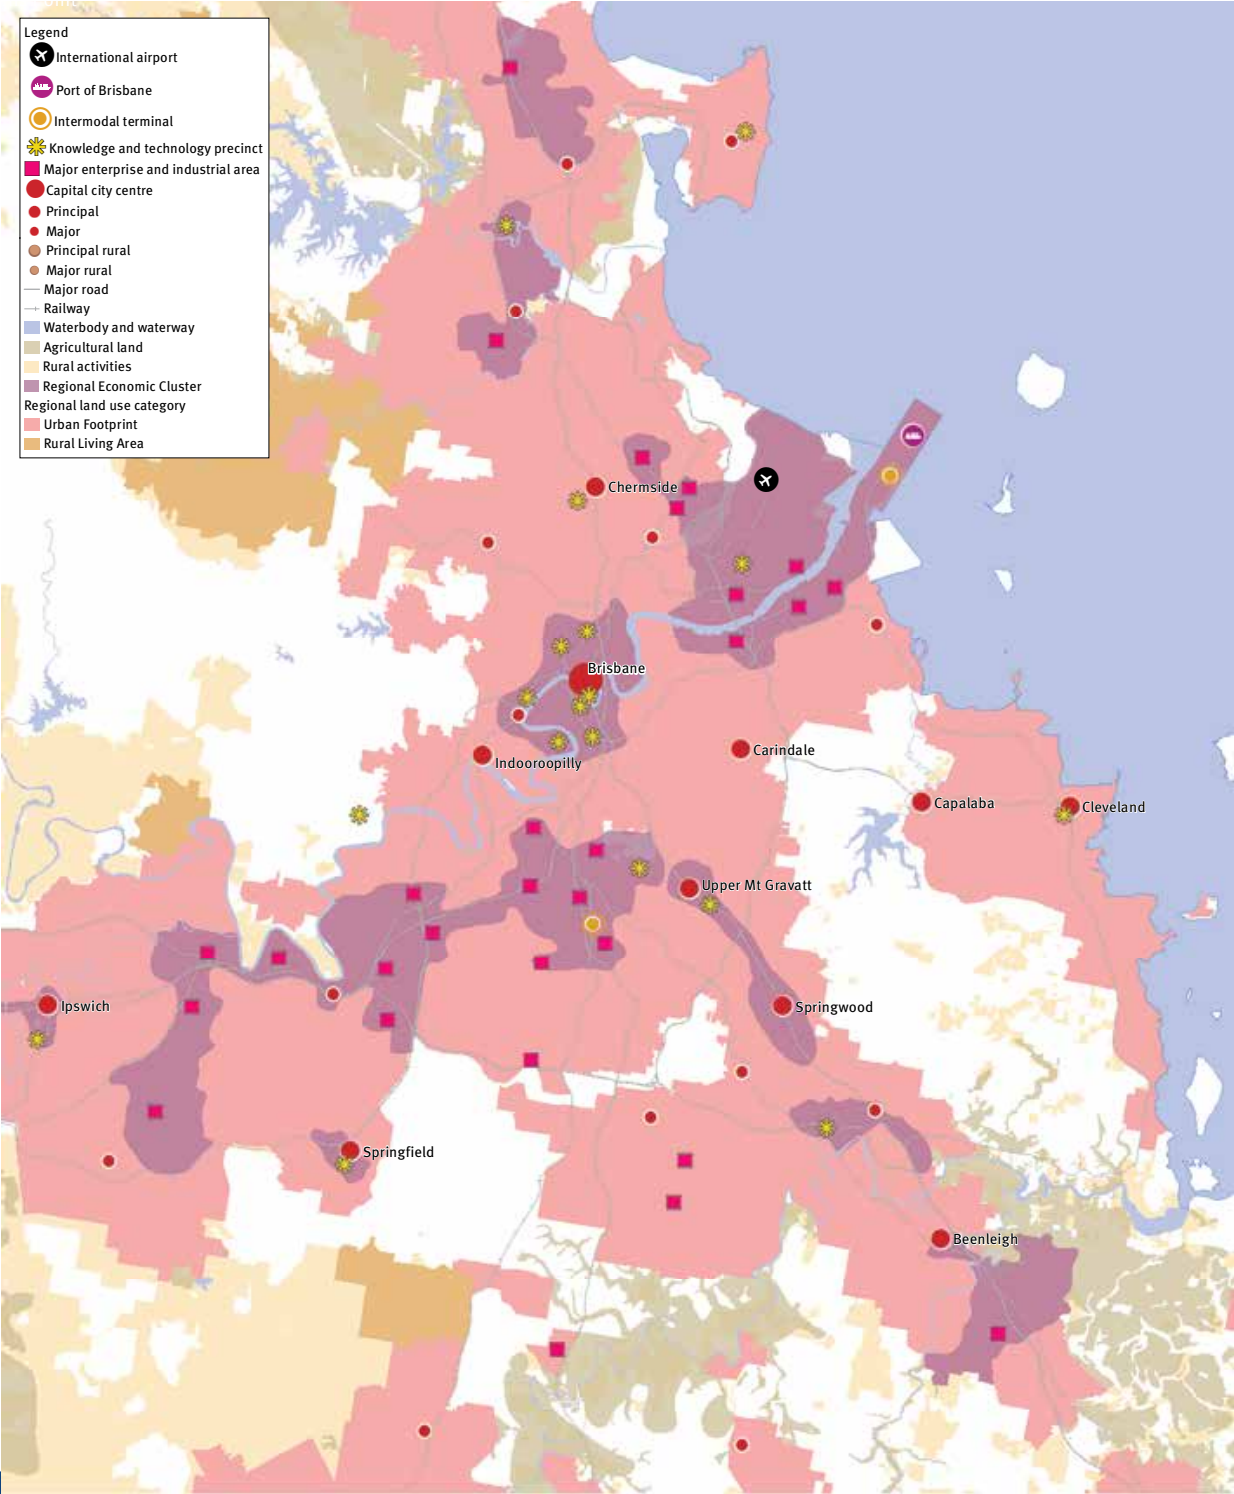 Legend
International airport
Port of Brisbane
Intermodal terminal
Knowledge and technology precinct
Major enterprise and industrial area
Capital city centre
Principal
Major
Principal rural
Major rural
Major road
Railway
Waterbody and waterway
Agricultural land
Rural activities
Regional Economic Cluster
Regional land use category
Urban Footprint
Rural Living Area
Chermside
Brisbane
Indooroopilly
Carindale
Capalaba
Cleveland
Upper Mt Gravatt
Ipswich
Springwood
Springfield
Beenleigh